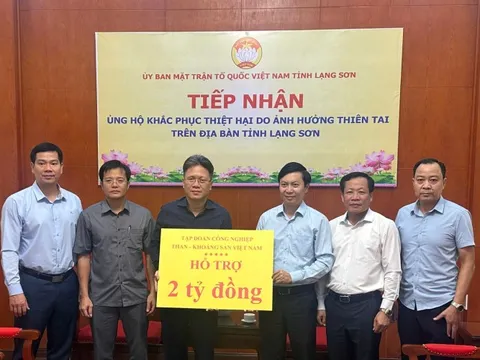 ỦY BAN MẶT TRẬN TỔ QUỐC VIỆT NAM TỈNH LẠNG SƠN
TIẾP NHẬN
ỦNG HỘ KHẮC PHỤC THIỆT HẠI DO ẢNH HƯỞNG THIÊN TAI
TRÊN ĐỊA BÀN TỈNH LẠNG SƠN
TẬP ĐOÀN CÔNG NGHIỆP
THAN - KHOÁNG SẢN VIỆT NAM
HỖ TRỢ
2 tỷ đồng